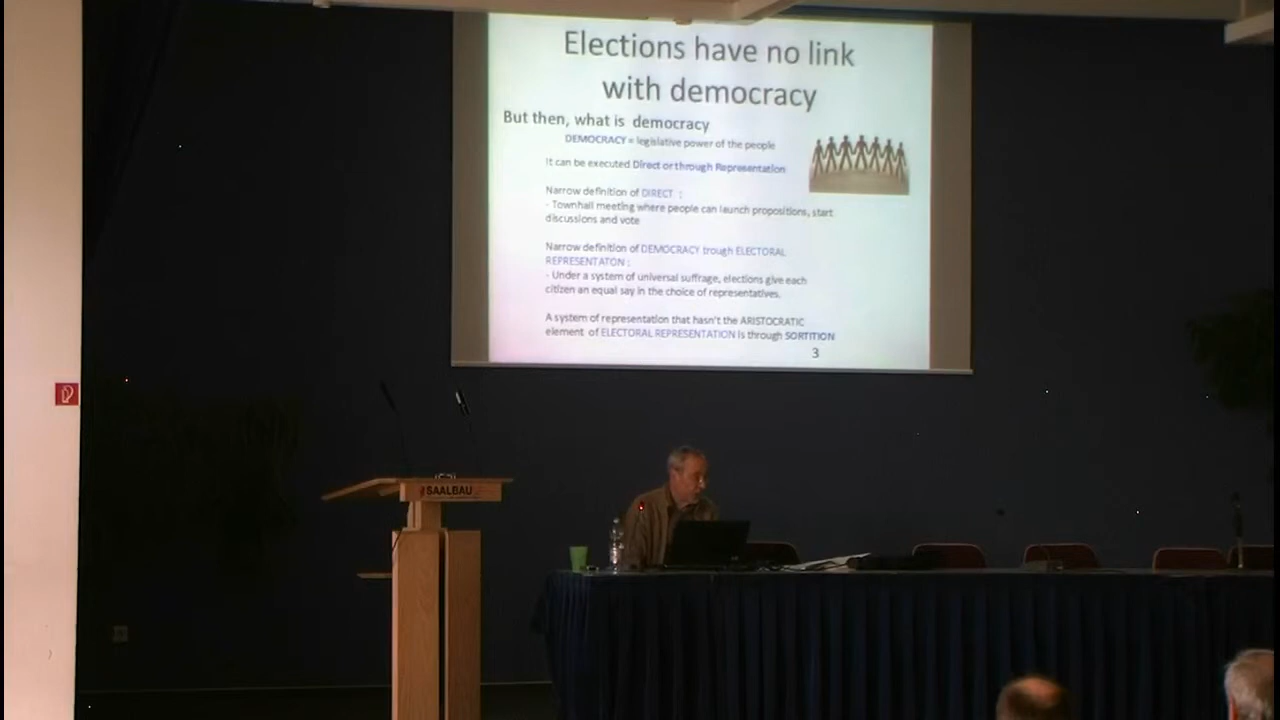 Elections have no link
with democracy
But then, what is democracy
DEMOCRACY = legislative power of the people
It can be executed Direct or through Representation
Narrow definition of DIRECT :
- Townhall meeting where people can launch propositions, start
discussions and vote
Narrow definition of DEMOCRACY trough ELECTORAL
REPRESENTATON :
- Under a system of universal suffrage, elections give each
citizen an equal say in the choice of representatives.
A system of representation that hasn't the ARISTOCRATIC
element of ELECTORAL REPRESENTATION is through SORTITION
3
SAALBAU